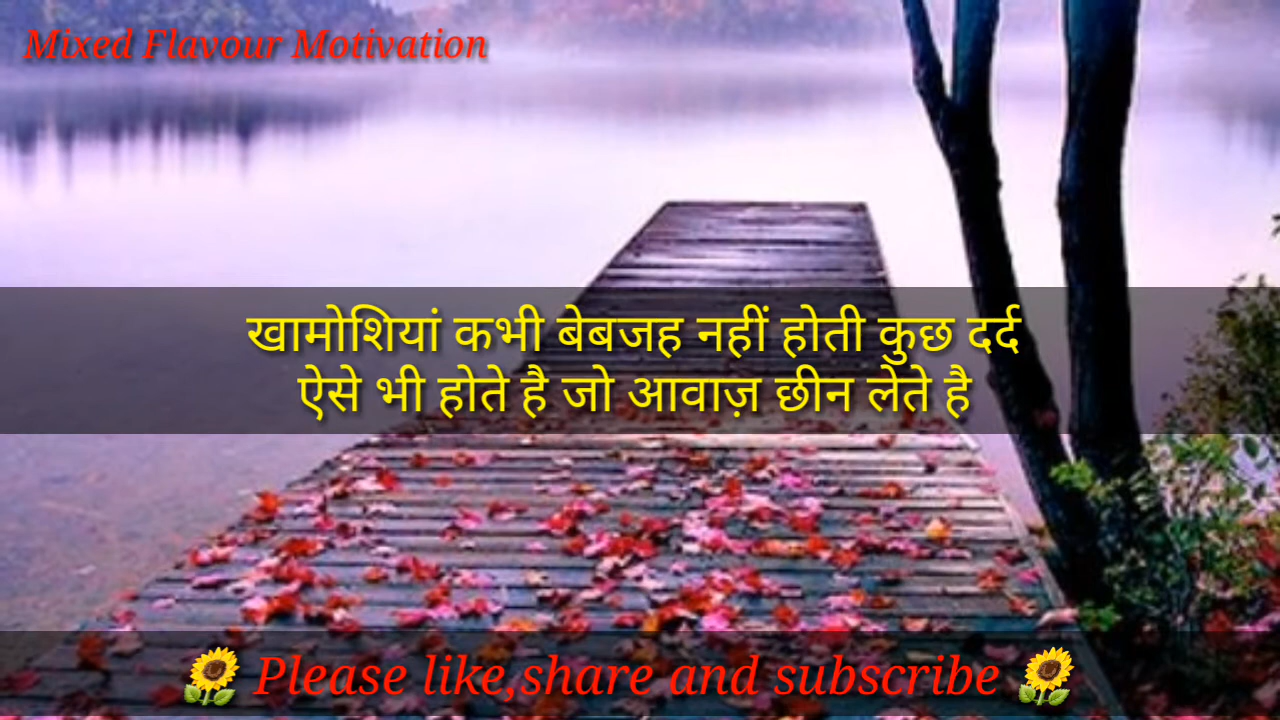 Mixed Flavour Motivation
खामोशियां कभी बेबजह नहीं होती कुछ दर्द
ऐसे भी होते है जो आवाज़ छीन लेते है
🌻 Please like,share and subscribe 🌻